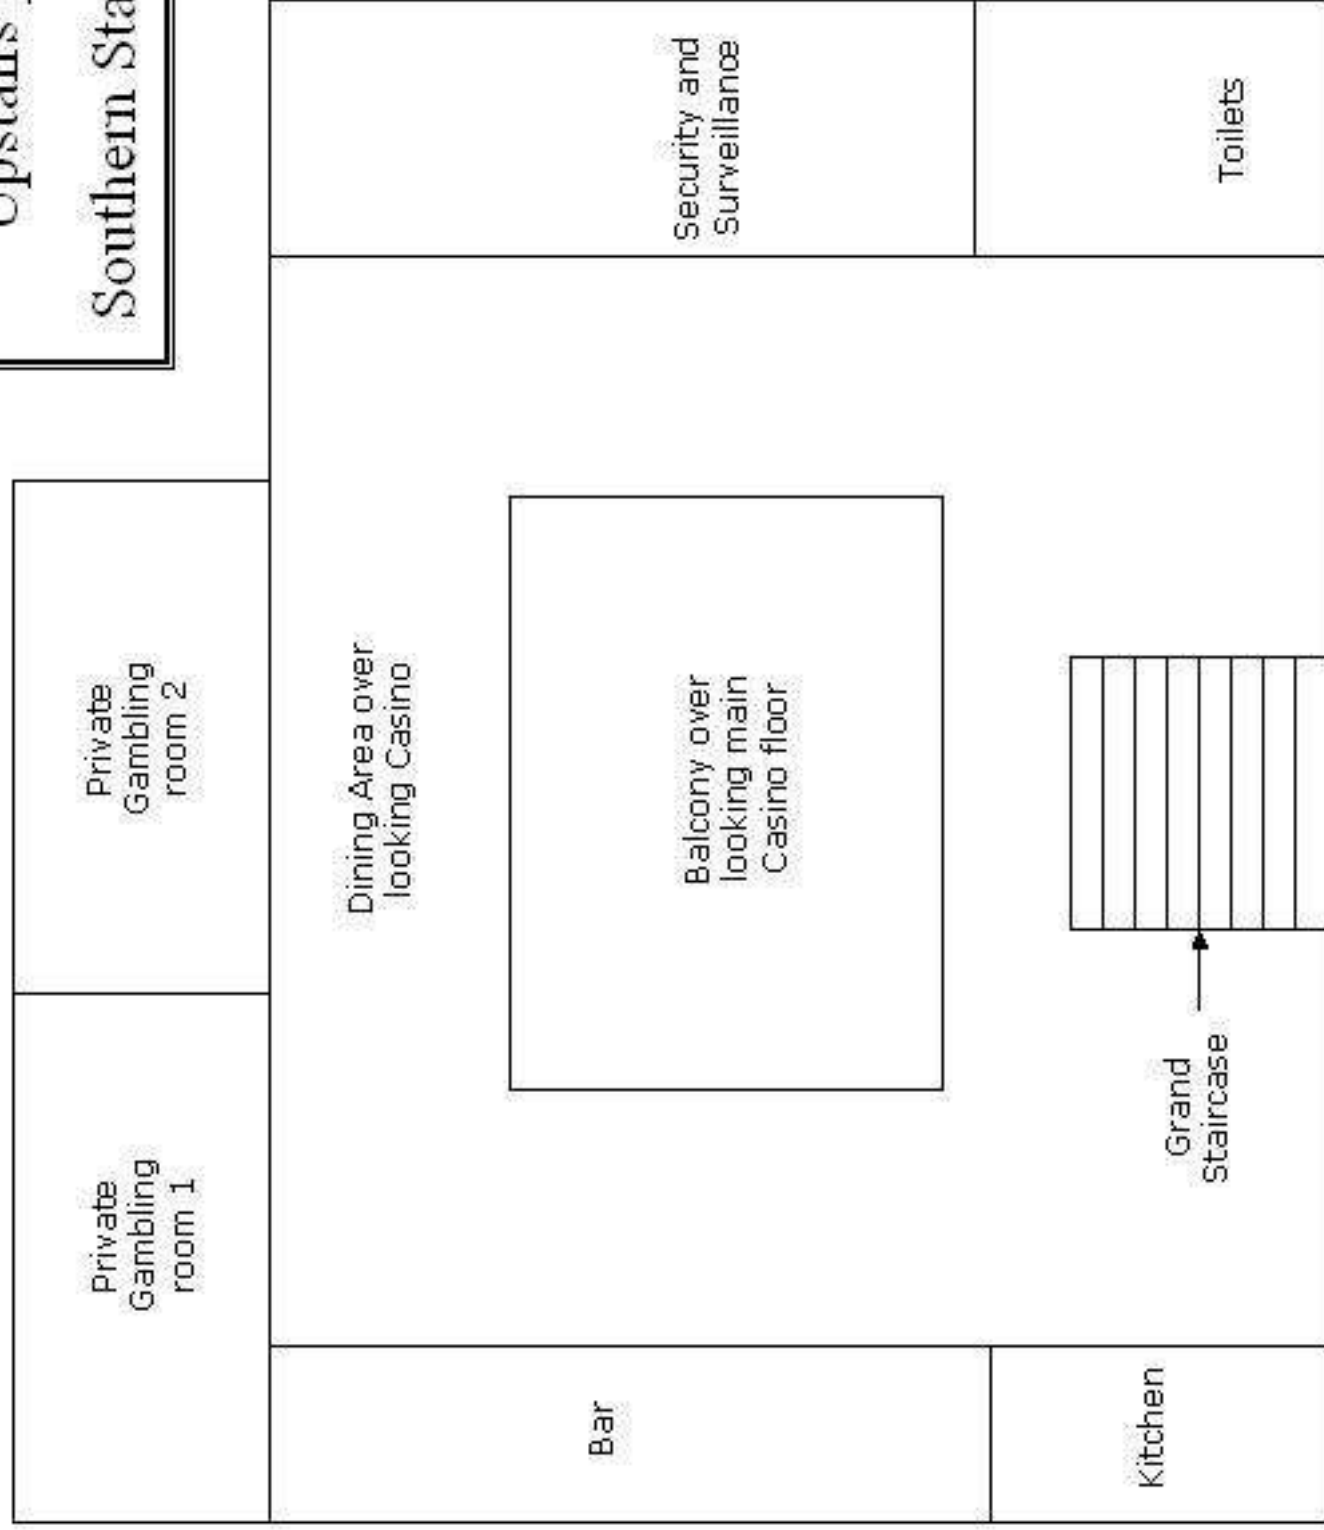 Upstairs
Southern Sta
Private
Gambling
room 1
Private
Gambling
room 2
Dining Area over
looking Casino
Bar
Balcony over
looking main
Casino floor
Security and
Surveillance
Kitchen
Grand
Staircase
Toilets